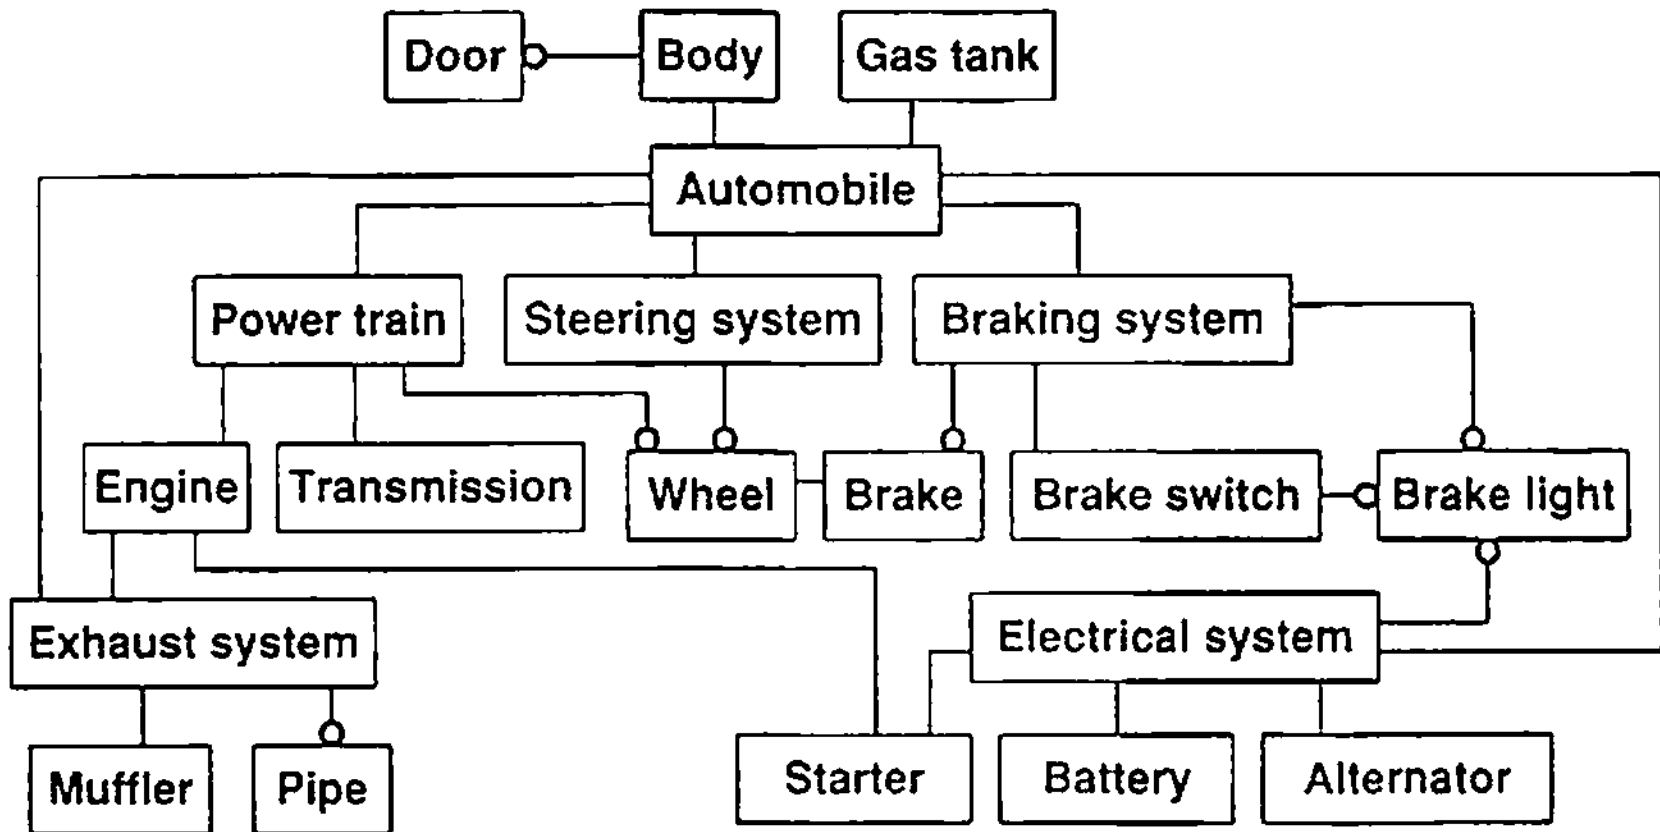 Door
Body
Gas tank
Automobile
Power train
Steering system
Braking system
Engine
Transmission
Wheel
Brake
Brake switch
Brake light
Exhaust system
Electrical system
Muffler
Pipe
Starter
Battery
Alternator